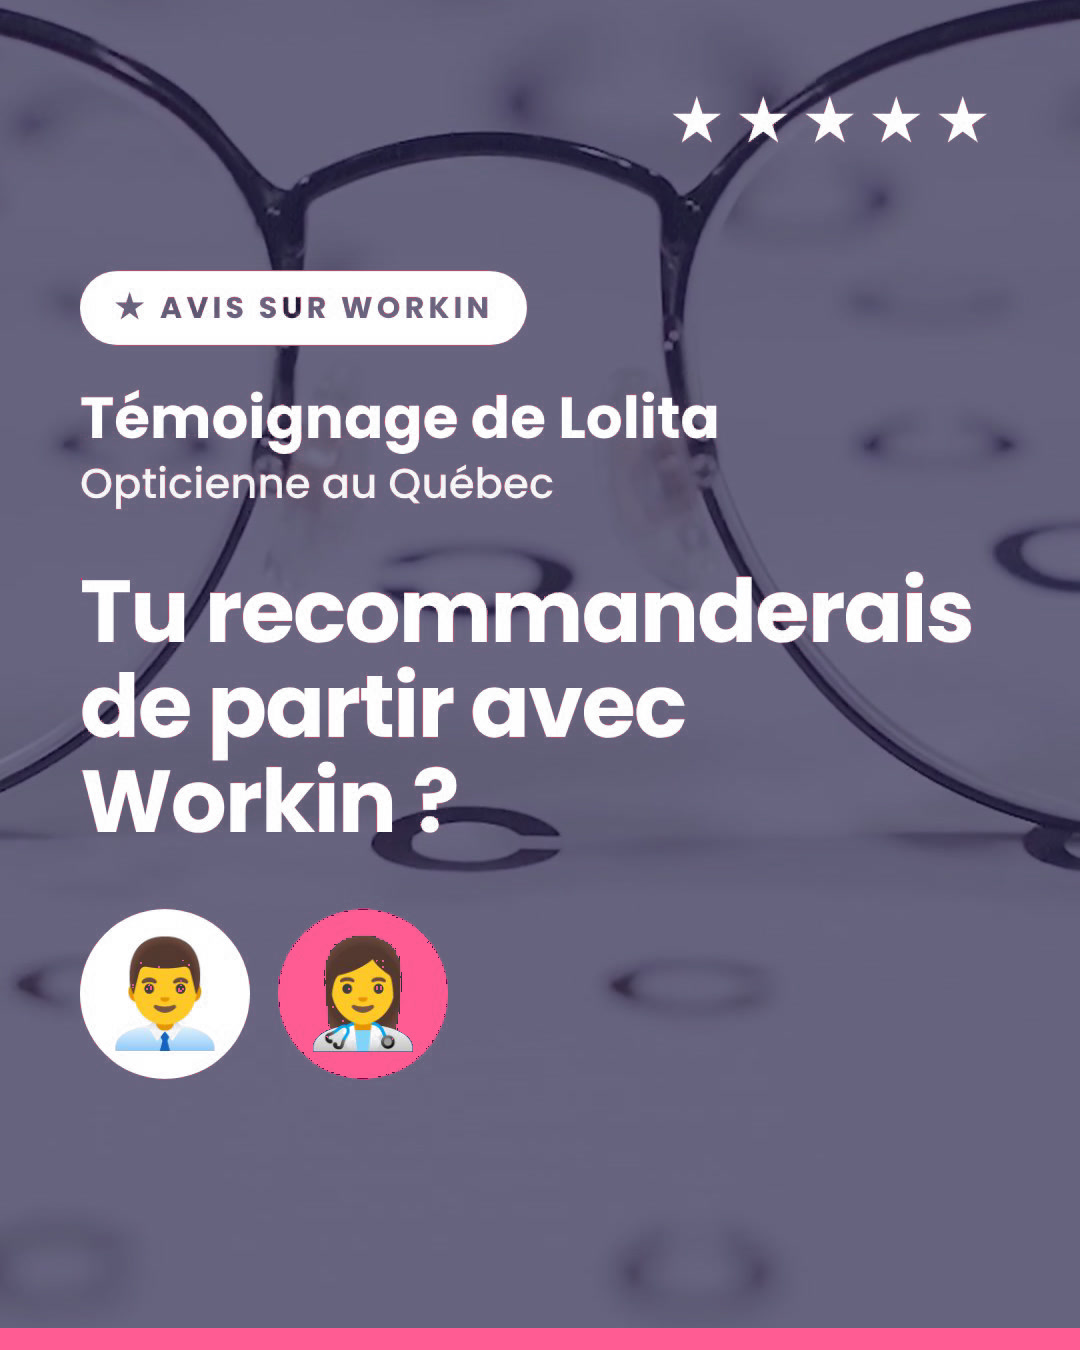 ★ AVIS SUR WORKIN
Témoignage de Lolita
Opticienne au Québec
Tu recommanderais
de partir avec
Workin ?